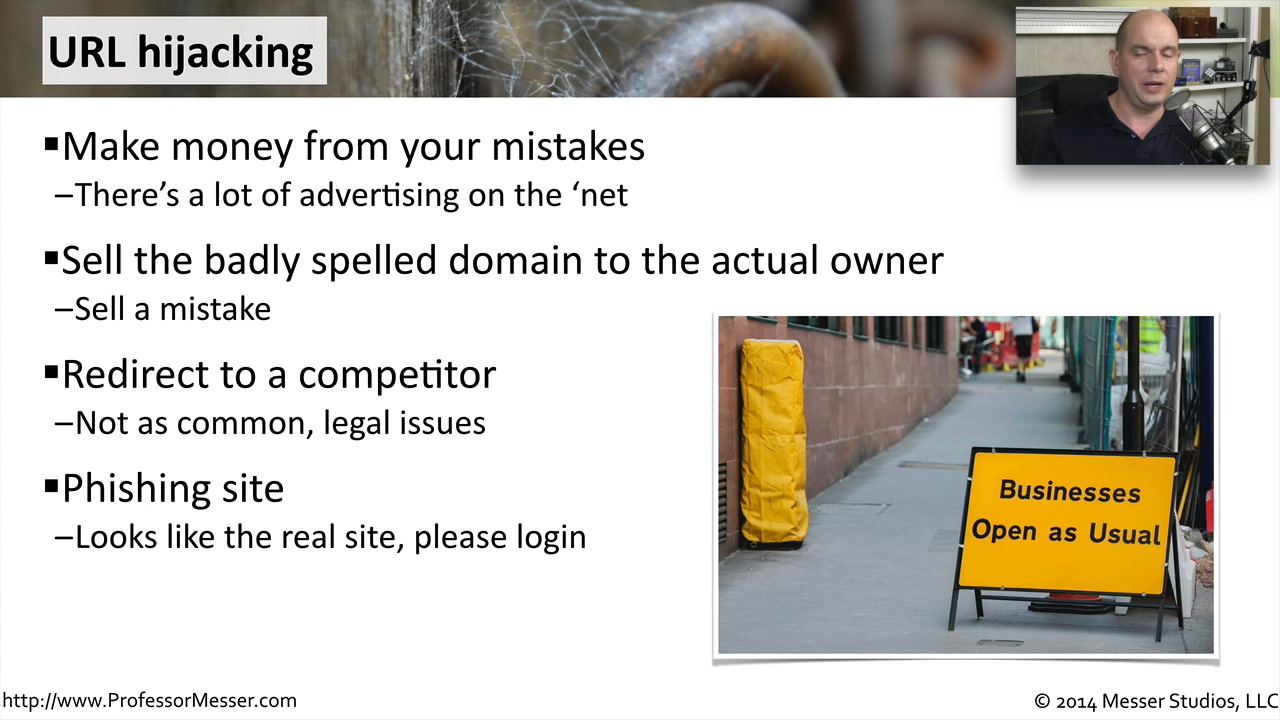 URL hijacking
▪Make money from your mistakes
–There’s a lot of advertising on the ‘net
▪Sell the badly spelled domain to the actual owner
–Sell a mistake
▪Redirect to a competitor
–Not as common, legal issues
▪Phishing site
–Looks like the real site, please login
Businesses
Open as Usual
http://www.ProfessorMesser.com
© 2014 Messer Studios, LLC